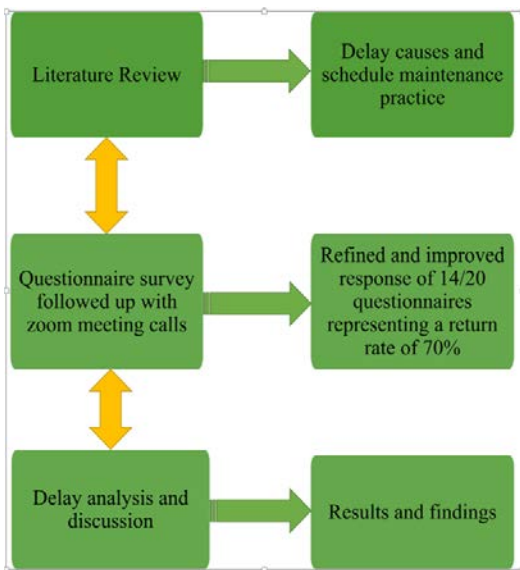 Literature Review
Delay causes and
schedule maintenance
practice
Questionnaire survey
followed up with
zoom meeting calls
Refined and improved
response of 14/20
questionnaires
representing a return
rate of 70%
Delay analysis and
discussion
Results and findings